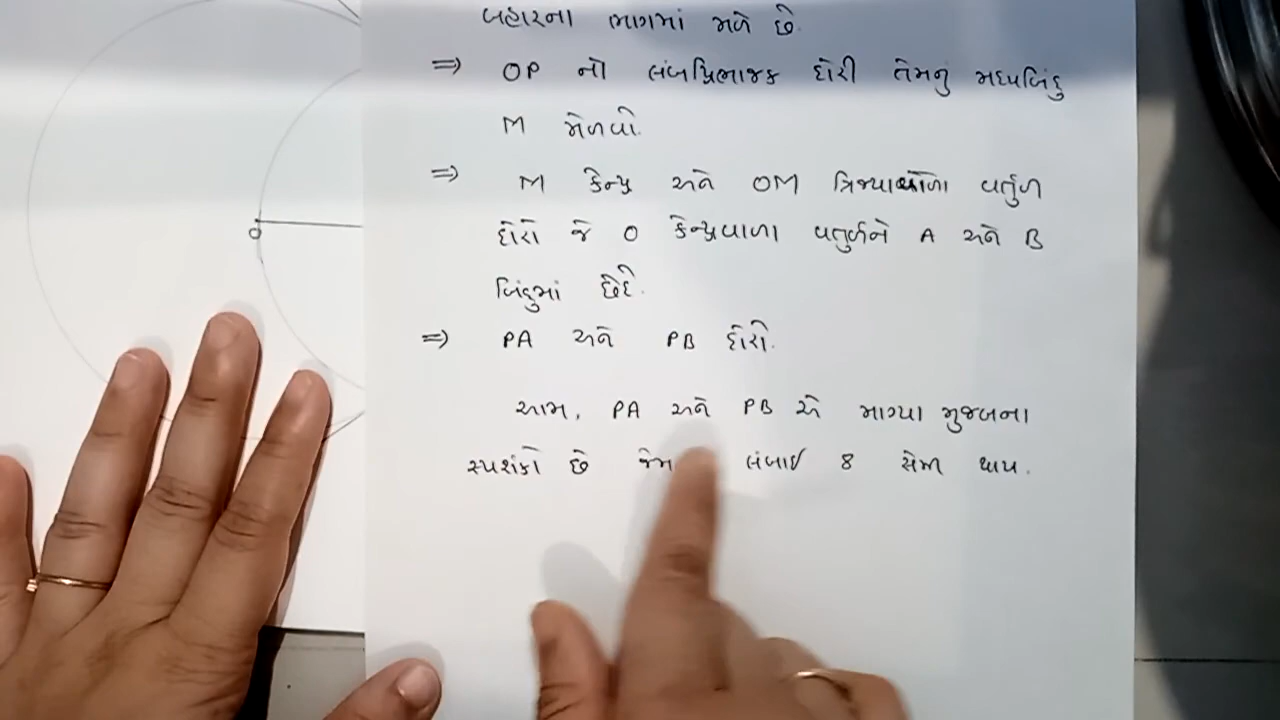 બહારના ભાગમાં મળે છે.
⇒ OP નો લંબદ્વિભાજક દોરી તેમનું મધ્યબિંદુ
M મેળવો.
⇒ M કેન્દ્ર અને OM ત્રિજ્યાવાળા વર્તુળ
દોરો જે O કેન્દ્રવાળા વર્તુળને A અને B
બિંદુમાં છેદે.
⇒ PA અને PB દોરો.
આમ, PA અને PB એ માગ્યા મુજબના
સ્પર્શકો છે જેમ લંબાઈ 8 સેમી થાય.
O